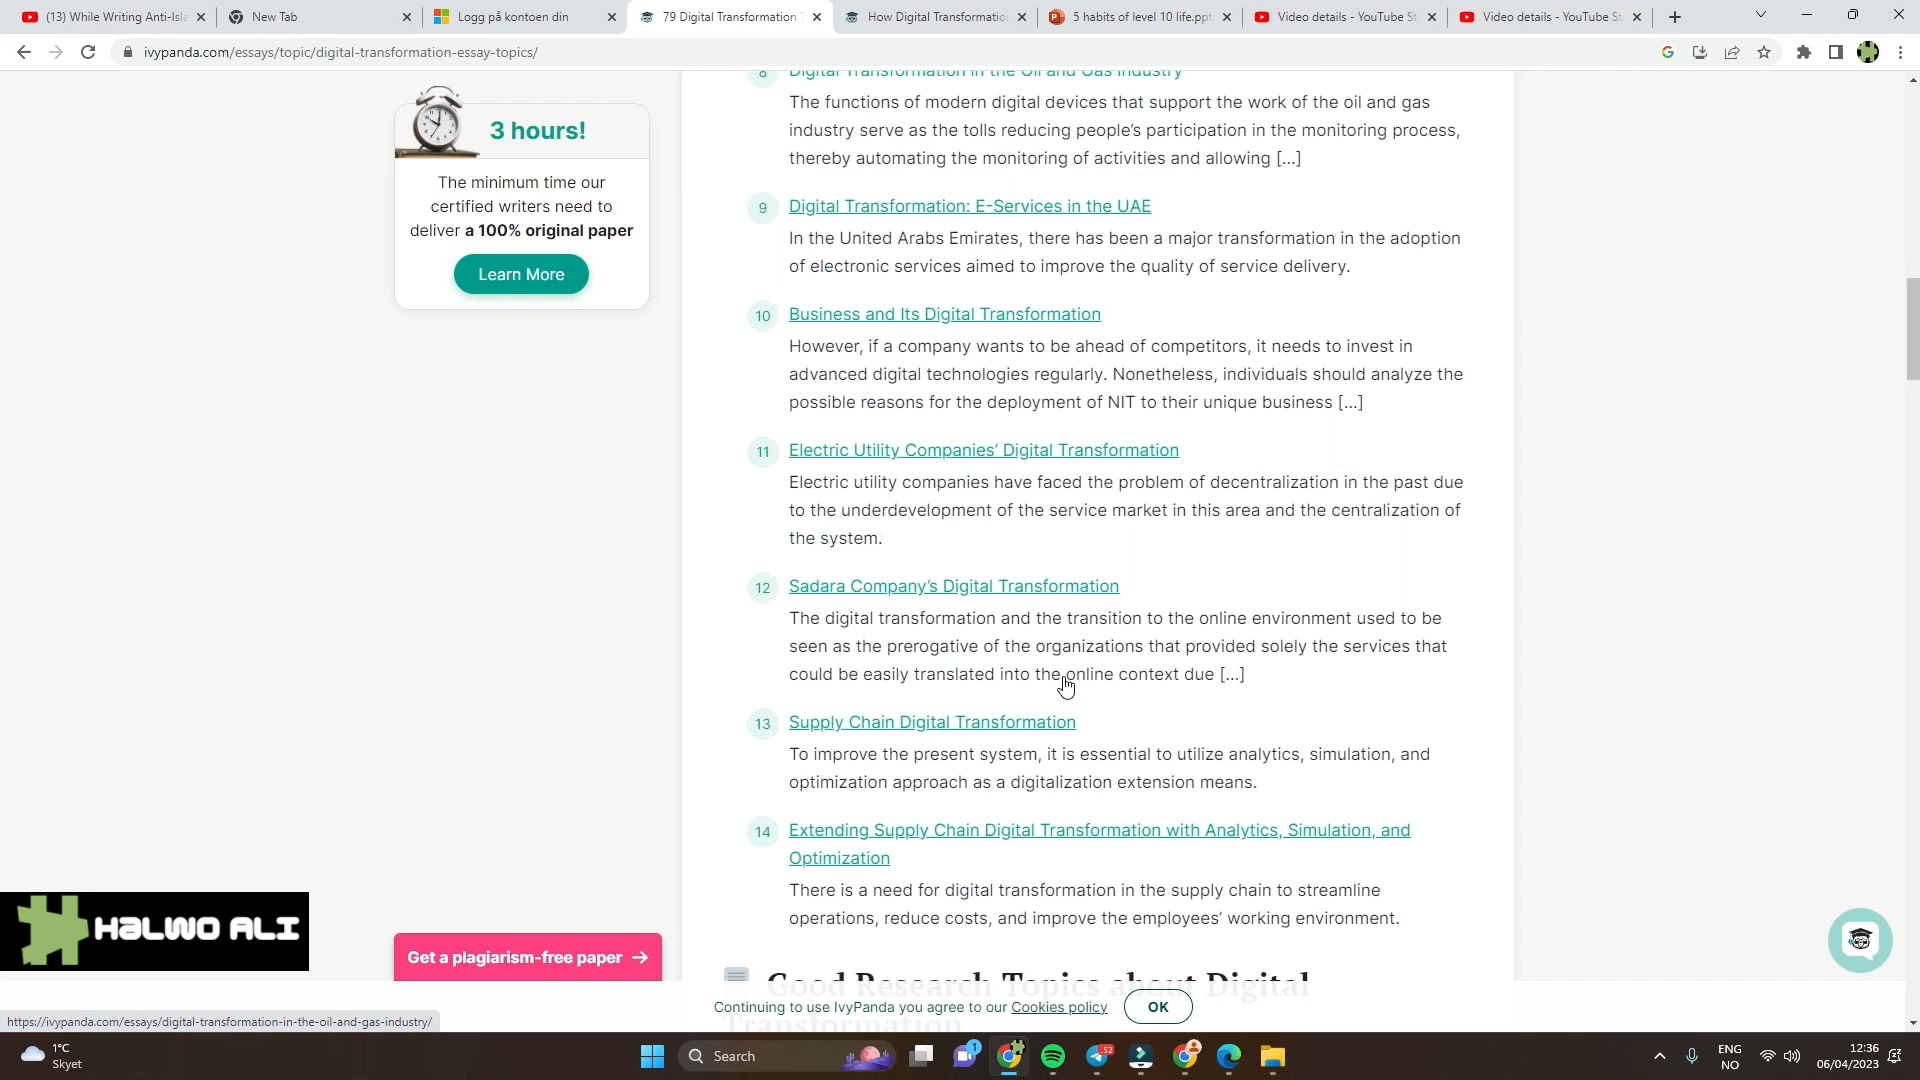 (13) While Writing Anti-Isla
New Tab
Logg på kontoen din
79 Digital Transformation T
How Digital Transformatio
5 habits of level 10 life.ppt
Video details - YouTube St
Video details - YouTube St
ivypanda.com/essays/topic/digital-transformation-essay-topics/
3 hours!
The minimum time our
certified writers need to
deliver a 100% original paper
Learn More
8 Digital Transformation in the Oil and Gas Industry
The functions of modern digital devices that support the work of the oil and gas
industry serve as the tolls reducing people's participation in the monitoring process,
thereby automating the monitoring of activities and allowing [...]
9 Digital Transformation: E-Services in the UAE
In the United Arabs Emirates, there has been a major transformation in the adoption
of electronic services aimed to improve the quality of service delivery.
10 Business and Its Digital Transformation
However, if a company wants to be ahead of competitors, it needs to invest in
advanced digital technologies regularly. Nonetheless, individuals should analyze the
possible reasons for the deployment of NIT to their unique business [...]
11 Electric Utility Companies' Digital Transformation
Electric utility companies have faced the problem of decentralization in the past due
to the underdevelopment of the service market in this area and the centralization of
the system.
12 Sadara Company's Digital Transformation
The digital transformation and the transition to the online environment used to be
seen as the prerogative of the organizations that provided solely the services that
could be easily translated into the online context due [...]
13 Supply Chain Digital Transformation
To improve the present system, it is essential to utilize analytics, simulation, and
optimization approach as a digitalization extension means.
14 Extending Supply Chain Digital Transformation with Analytics, Simulation, and
Optimization
There is a need for digital transformation in the supply chain to streamline
operations, reduce costs, and improve the employees' working environment.
Good Research Topics about Digital
Transformation
HALWO ALI
Get a plagiarism-free paper →
Continuing to use IvyPanda you agree to our Cookies policy
OK
https://ivypanda.com/essays/digital-transformation-in-the-oil-and-gas-industry/
1°C
Skyet
Search
1
52
ENG
NO
12:36
06/04/2023